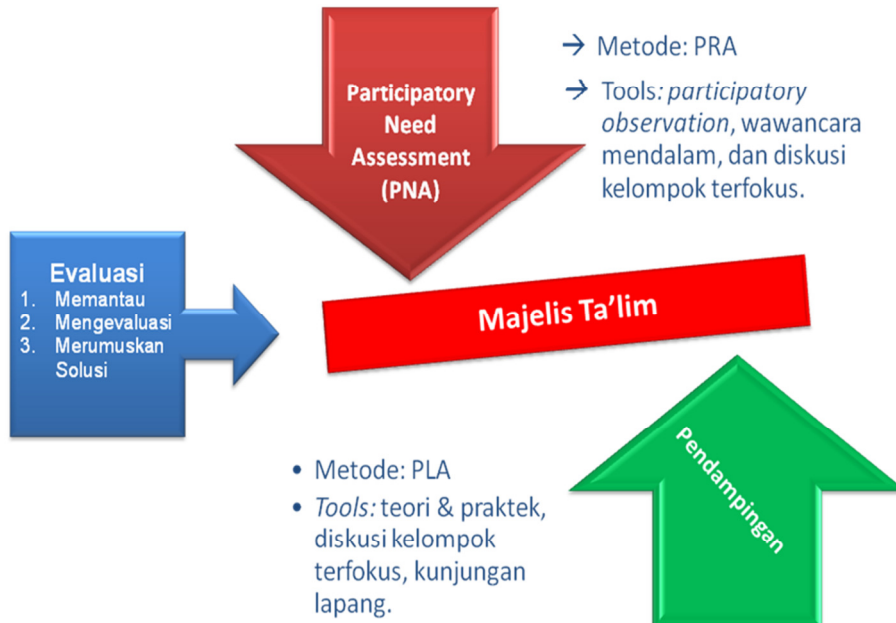 Participatory
Need
Assessment
(PNA)
→ Metode: PRA
→ Tools: participatory
observation, wawancara
mendalam, dan diskusi
kelompok terfokus.
Evaluasi
1. Memantau
2. Mengevaluasi
3. Merumuskan
Solusi
Majelis Ta’lim
• Metode: PLA
• Tools: teori & praktek,
diskusi kelompok
terfokus, kunjungan
lapang.
Pendampingan